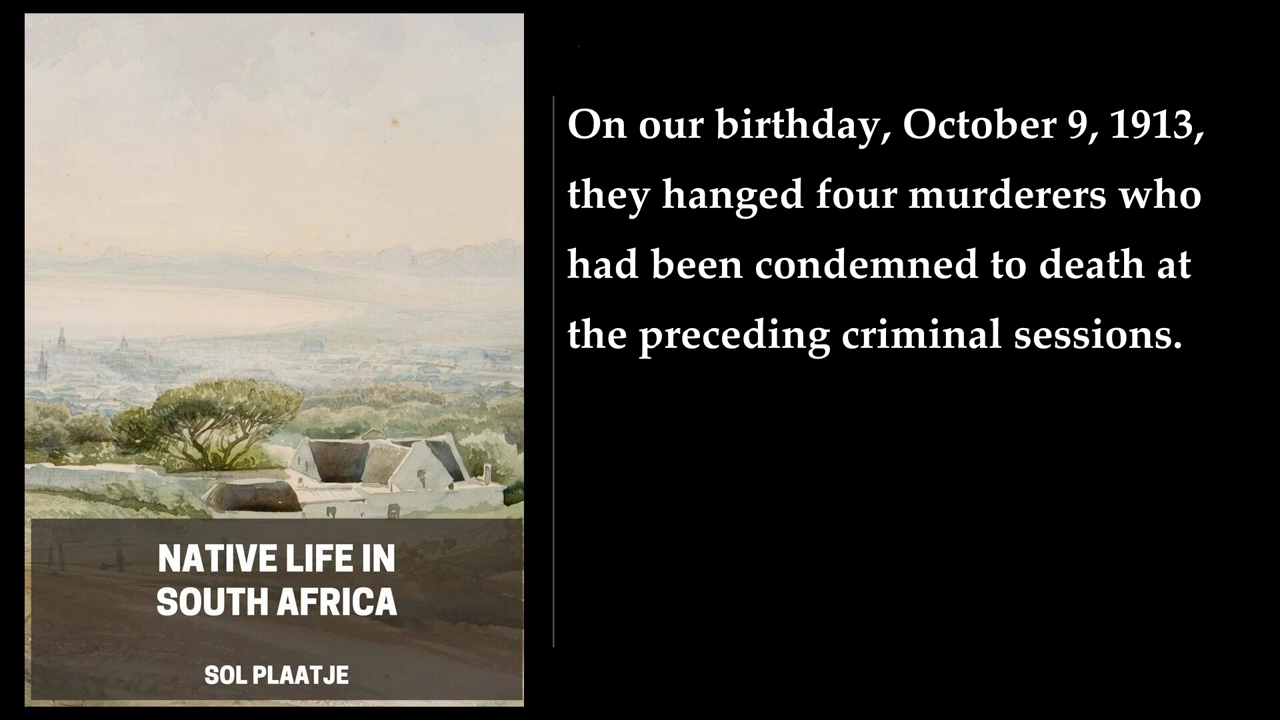 NATIVE LIFE IN
SOUTH AFRICA
SOL PLAATJE
On our birthday, October 9, 1913,
they hanged four murderers who
had been condemned to death at
the preceding criminal sessions.